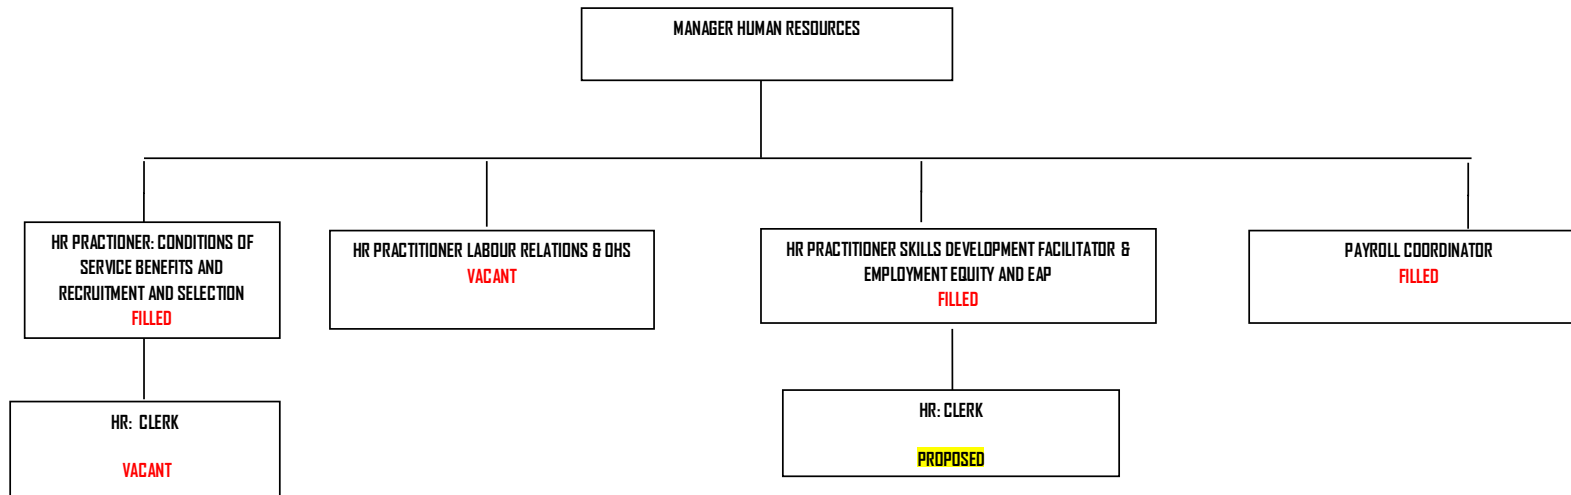 MANAGER HUMAN RESOURCES
HR PRACTIONER: CONDITIONS OF
SERVICE BENEFITS AND
RECRUITMENT AND SELECTION
FILLED
HR PRACTITIONER LABOUR RELATIONS & OHS
VACANT
HR PRACTITIONER SKILLS DEVELOPMENT FACILITATOR &
EMPLOYMENT EQUITY AND EAP
FILLED
PAYROLL COORDINATOR
FILLED
HR: CLERK
VACANT
HR: CLERK
PROPOSED